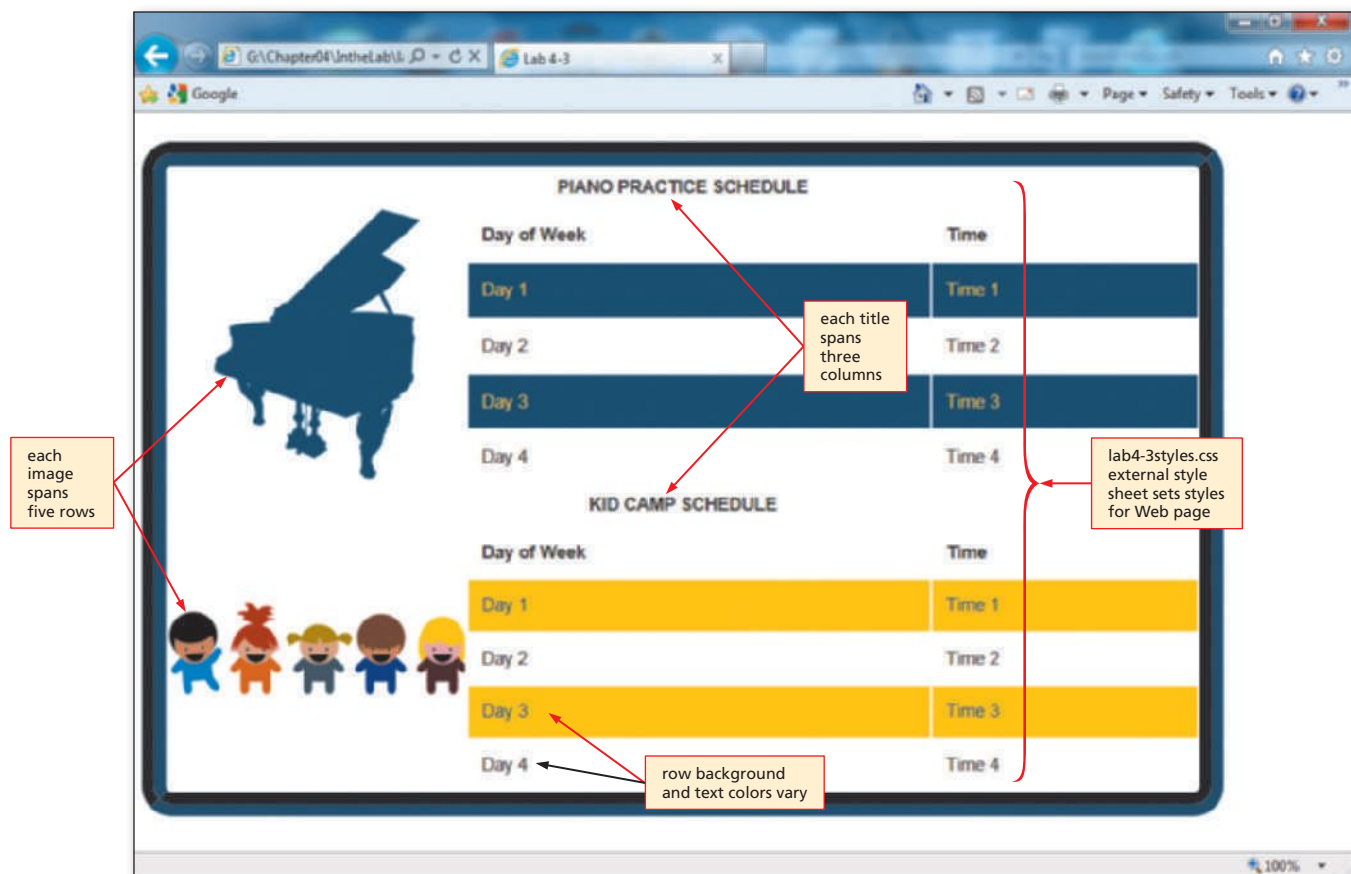 G:\Chapter04\IntheLab\L
Lab 4-3
Google
Page Safety Tools
PIANO PRACTICE SCHEDULE
Day of Week Time
Day 1 Time 1
Day 2 Time 2
Day 3 Time 3
Day 4 Time 4
each title
spans
three
columns
each
image
spans
five rows
lab4-3styles.css
external style
sheet sets styles
for Web page
KID CAMP SCHEDULE
Day of Week Time
Day 1 Time 1
Day 2 Time 2
Day 3 Time 3
Day 4 Time 4
row background
and text colors vary
100%